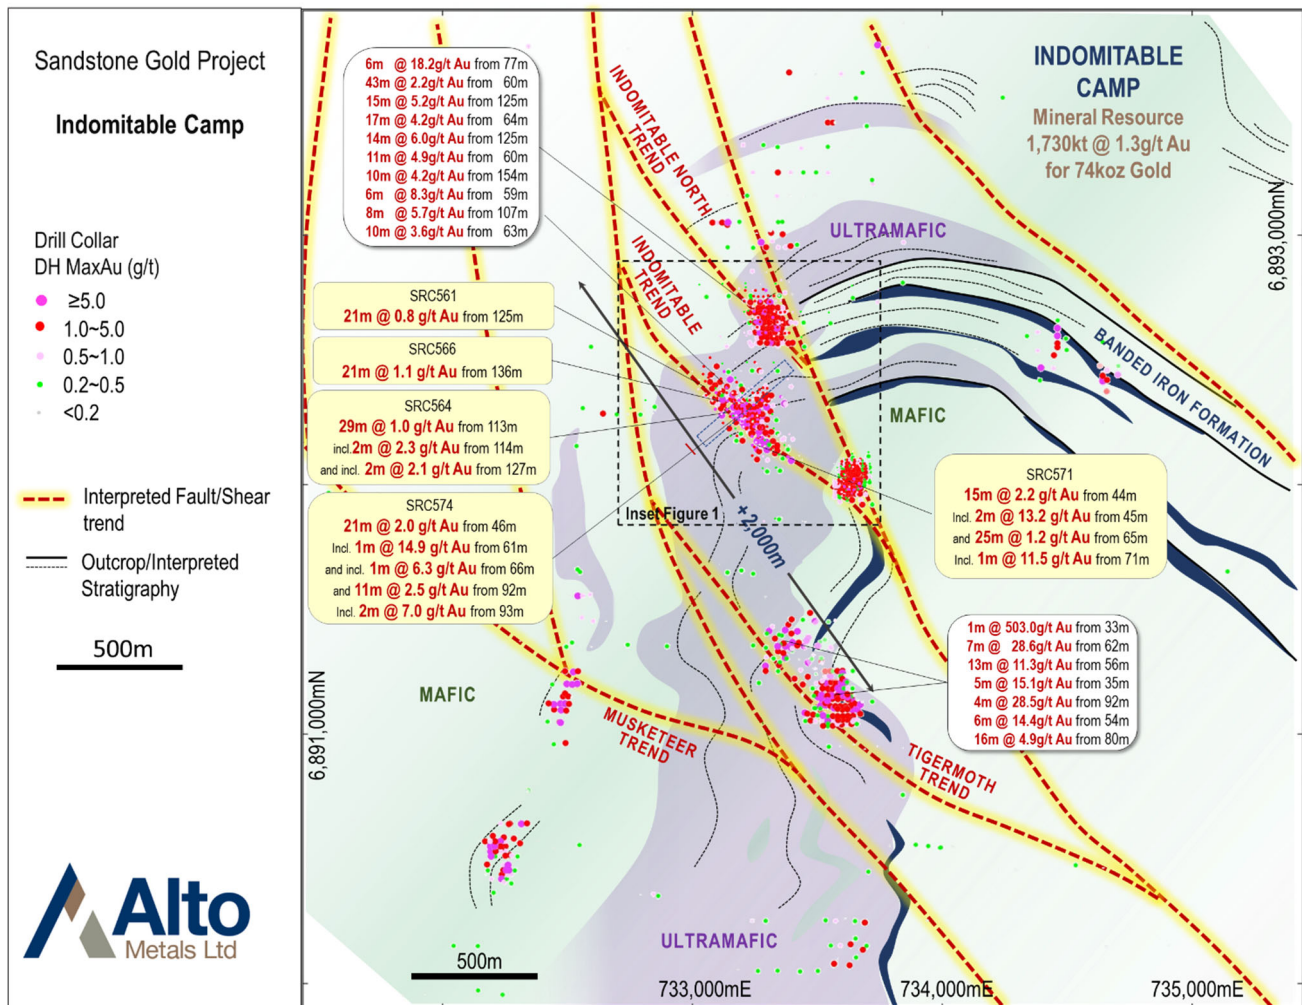 Sandstone Gold Project
Indomitable Camp
Drill Collar
DH MaxAu (g/t)
≥5.0
1.0~5.0
0.5~1.0
0.2~0.5
<0.2
Interpreted Fault/Shear
trend
Outcrop/Interpreted
Stratigraphy
500m
Alto
Metals Ltd
6m @ 18.2g/t Au from 77m
43m @ 2.2g/t Au from 60m
15m @ 5.2g/t Au from 125m
17m @ 4.2g/t Au from 64m
14m @ 6.0g/t Au from 125m
11m @ 4.9g/t Au from 60m
10m @ 4.2g/t Au from 154m
6m @ 8.3g/t Au from 59m
8m @ 5.7g/t Au from 107m
10m @ 3.6g/t Au from 63m
INDOMITABLE NORTH
TREND
INDOMITABLE
CAMP
Mineral Resource
1,730kt @ 1.3g/t Au
for 74koz Gold
6,893,000mN
ULTRAMAFIC
INDOMITABLE
TREND
SRC561
21m @ 0.8 g/t Au from 125m
SRC566
21m @ 1.1 g/t Au from 136m
SRC564
29m @ 1.0 g/t Au from 113m
incl.2m @ 2.3 g/t Au from 114m
and incl. 2m @ 2.1 g/t Au from 127m
SRC574
21m @ 2.0 g/t Au from 46m
Incl. 1m @ 14.9 g/t Au from 61m
and incl. 1m @ 6.3 g/t Au from 66m
and 11m @ 2.5 g/t Au from 92m
Incl. 2m @ 7.0 g/t Au from 93m
BANDED IRON FORMATION
MAFIC
SRC571
15m @ 2.2 g/t Au from 44m
Incl. 2m @ 13.2 g/t Au from 45m
and 25m @ 1.2 g/t Au from 65m
Incl. 1m @ 11.5 g/t Au from 71m
Inset Figure 1
+2,000m
1m @ 503.0g/t Au from 33m
7m @ 28.6g/t Au from 62m
13m @ 11.3g/t Au from 56m
5m @ 15.1g/t Au from 35m
4m @ 28.5g/t Au from 92m
6m @ 14.4g/t Au from 54m
16m @ 4.9g/t Au from 80m
MAFIC
6,891,000mN
MUSKETEER
TREND
TIGERMOTH
TREND
ULTRAMAFIC
500m
733,000mE
734,000mE
735,000mE